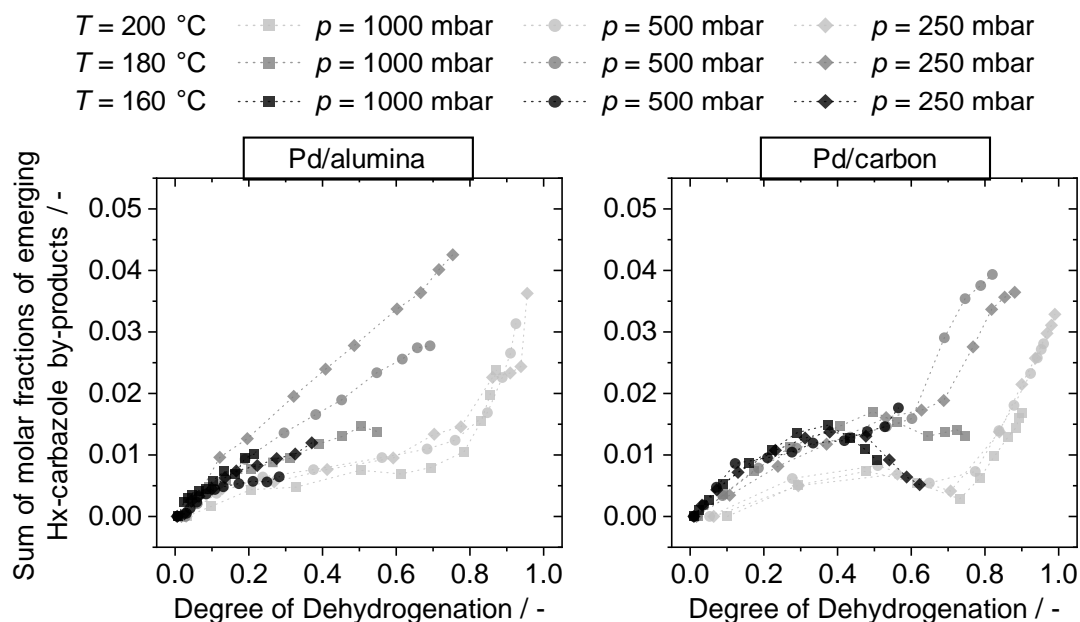 T = 200 °C p = 1000 mbar p = 500 mbar p = 250 mbar
T = 180 °C p = 1000 mbar p = 500 mbar p = 250 mbar
T = 160 °C p = 1000 mbar p = 500 mbar p = 250 mbar
Pd/alumina
Pd/carbon
Sum of molar fractions of emerging
Hx-carbazole by-products / -
0.05
0.04
0.03
0.02
0.01
0.00
0.0 0.2 0.4 0.6 0.8 1.0
Degree of Dehydrogenation / -
0.05
0.04
0.03
0.02
0.01
0.00
0.0 0.2 0.4 0.6 0.8 1.0
Degree of Dehydrogenation / -